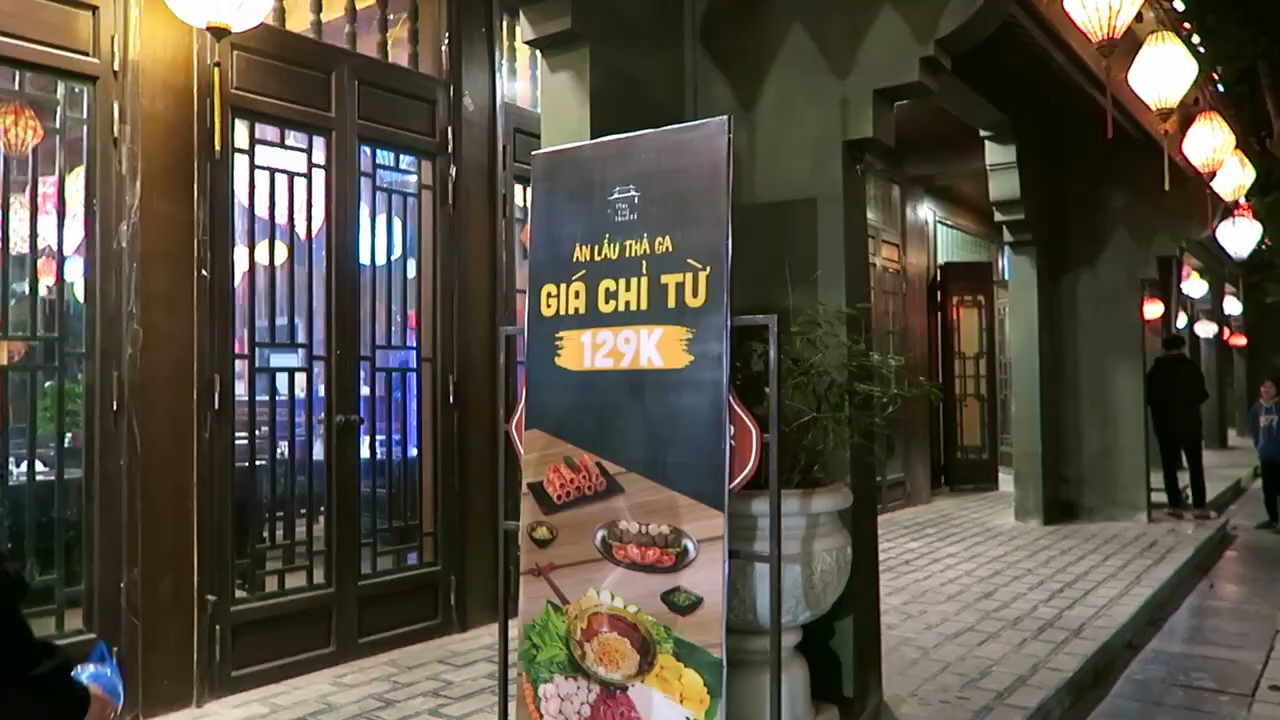 ĂN LẨU THẢ GA
GIÁ CHỈ TỪ
129K